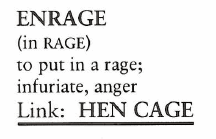 ENRAGE
(in RAGE)
to put in a rage;
infuriate, anger
Link: HEN CAGE